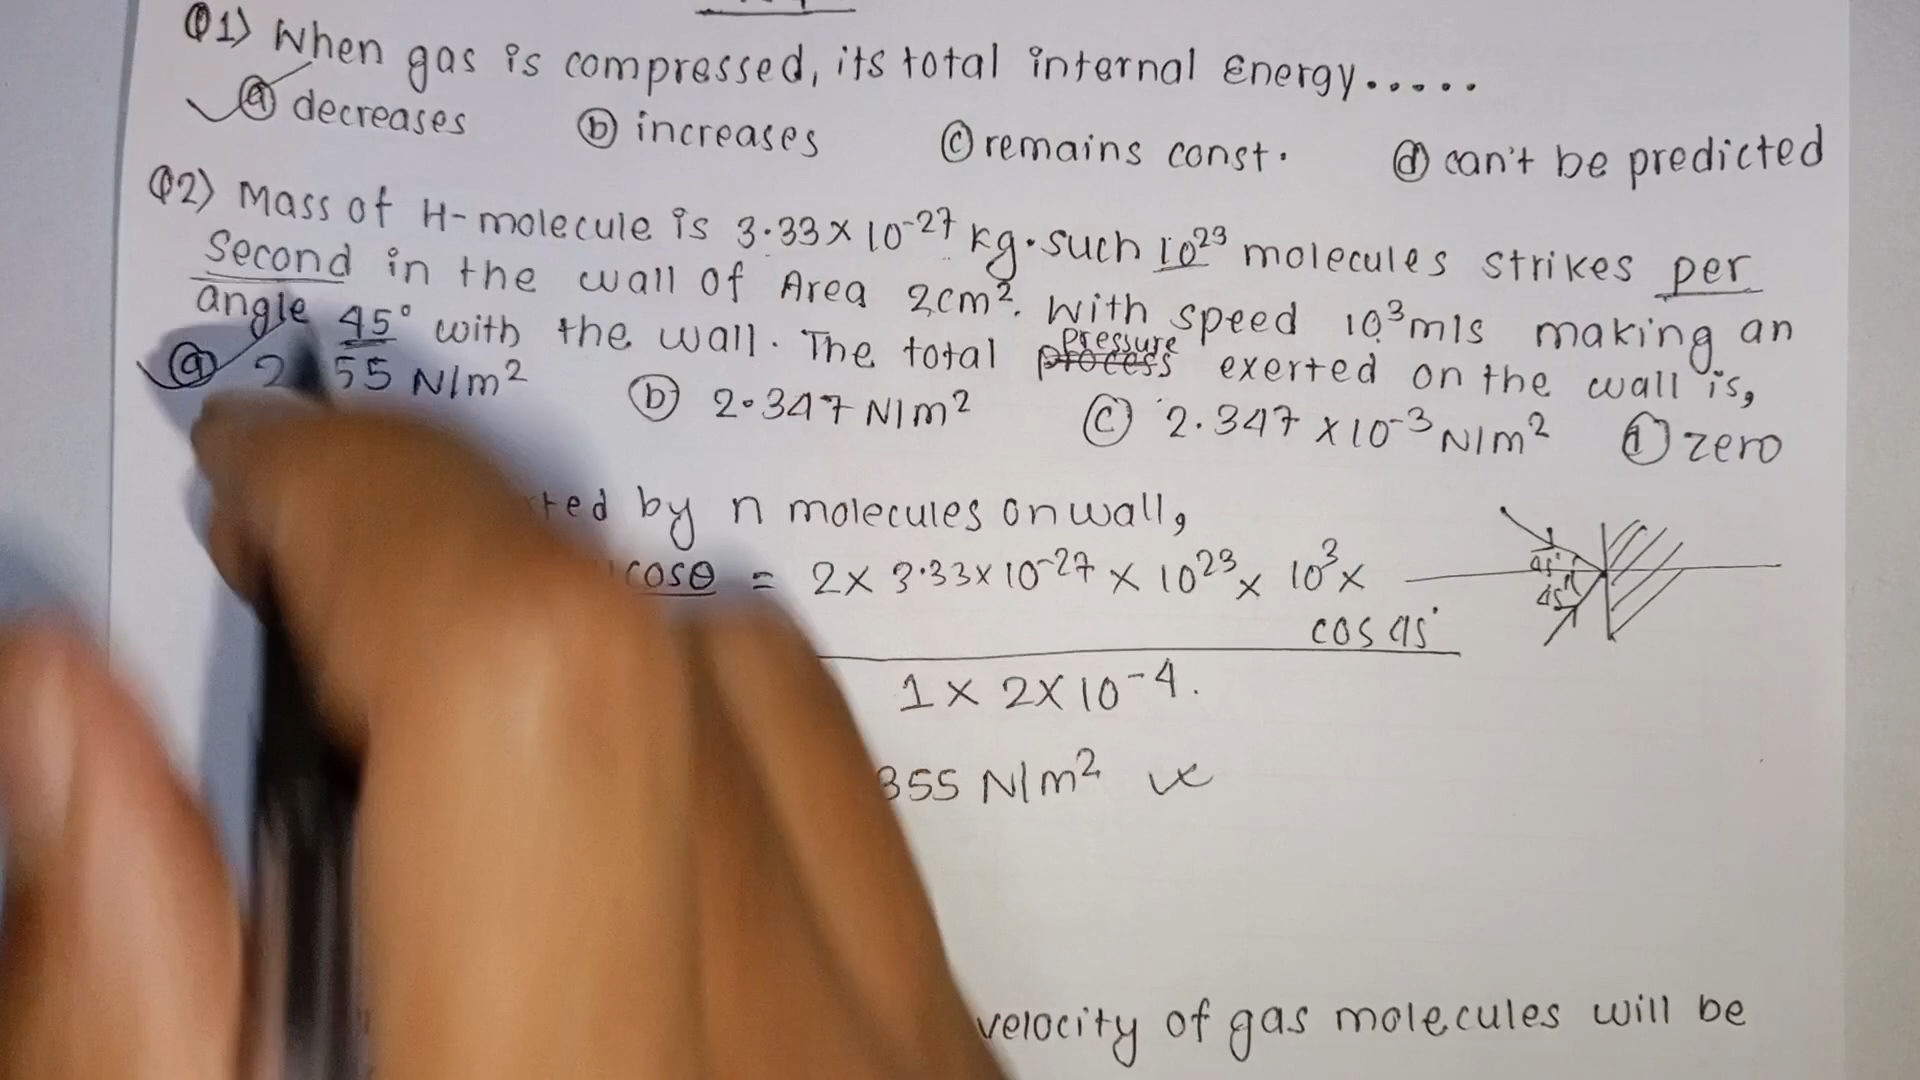 Q1) When gas is compressed, its total internal Energy.....
ⓐ decreases ⓑ increases ⓒ remains const. ⓓ can't be predicted
Q2) Mass of H-molecule is 3.33 x 10⁻²⁷ kg. such 10²³ molecules strikes per
second in the wall of Area 2cm². with speed 10³ m/s making an
angle 45° with the wall. The total pressure exerted on the wall is,
ⓐ 2 55 N/m² ⓑ 2.347 N/m² ⓒ 2.347 x 10⁻³ N/m² ⓓ zero
by n molecules on wall,
cosθ = 2 x 3.33 x 10⁻²⁷ x 10²³ x 10³ x
cos 45°
1 x 2 x 10⁻⁴.
355 N/m²
45°
45°
velocity of gas molecules will be